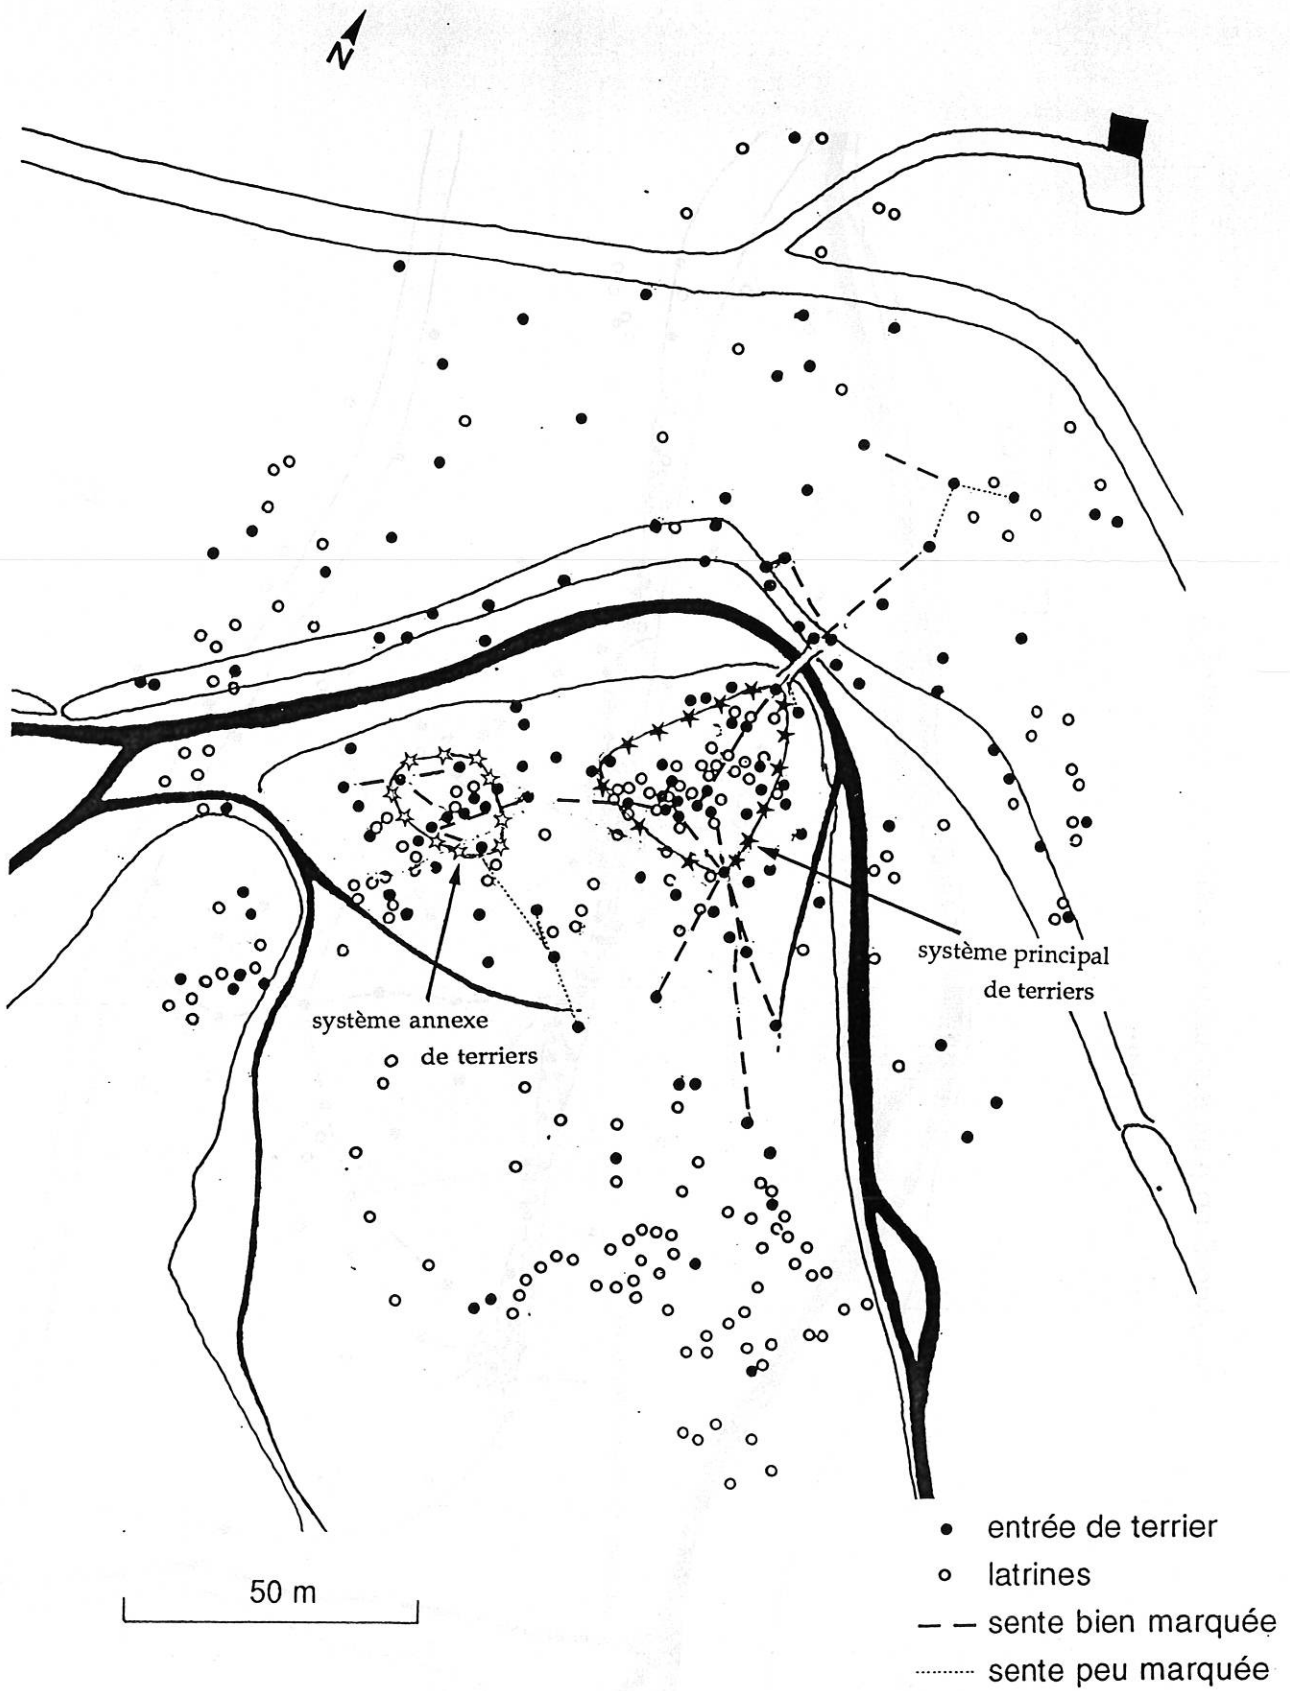 N
système principal
de terriers
système annexe
de terriers
50 m
entrée de terrier
latrines
sente bien marquée
sente peu marquée